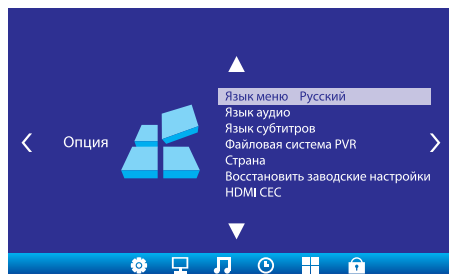 Опция
Язык меню Русский
Язык аудио
Язык субтитров
Файловая система PVR
Страна
Восстановить заводские настройки
HDMI CEC